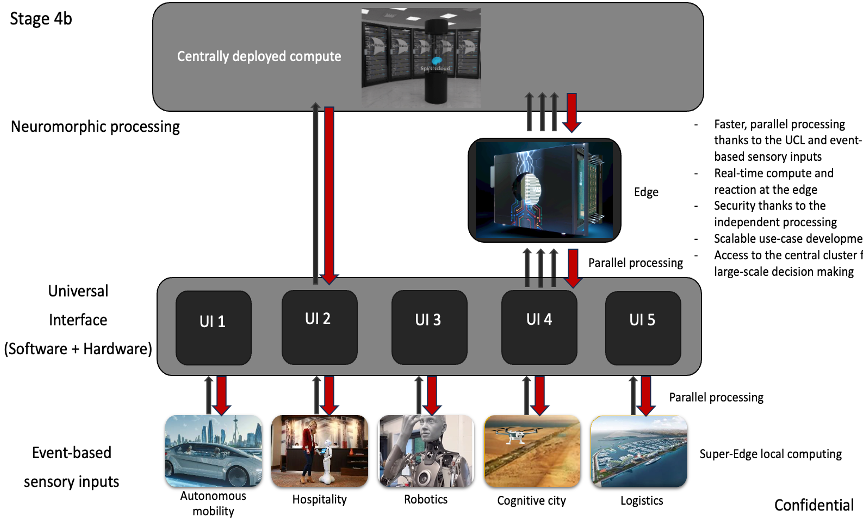 Stage 4b
Centrally deployed compute
SpiNNcloud
Neuromorphic processing
- Faster, parallel processing
thanks to the UCL and event-
based sensory inputs
- Real-time compute and
reaction at the edge
- Security thanks to the
independent processing
- Scalable use-case developme
- Access to the central cluster f
large-scale decision making
Edge
Parallel processing
Universal
Interface
(Software + Hardware)
UI 1
UI 2
UI 3
UI 4
UI 5
Parallel processing
Event-based
sensory inputs
Super-Edge local computing
Autonomous
mobility
Hospitality
Robotics
Cognitive city
Logistics
Confidential